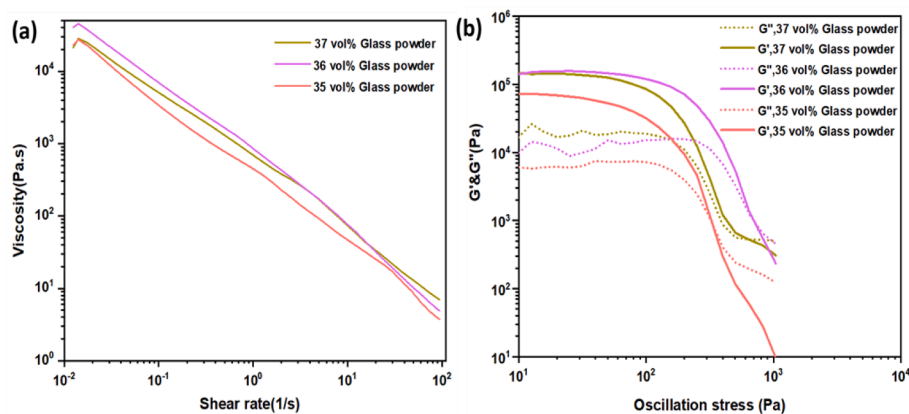 (a)
37 vol% Glass powder
36 vol% Glass powder
35 vol% Glass powder
Viscosity(Pa.s)
10^4
10^3
10^2
10^1
10^0
10^-2
10^-1
10^0
10^1
10^2
Shear rate(1/s)
(b)
G",37 vol% Glass powder
G',37 vol% Glass powder
G",36 vol% Glass powder
G',36 vol% Glass powder
G",35 vol% Glass powder
G',35 vol% Glass powder
G'&G"(Pa)
10^6
10^5
10^4
10^3
10^2
10^1
10^1
10^2
10^3
10^4
Oscillation stress (Pa)